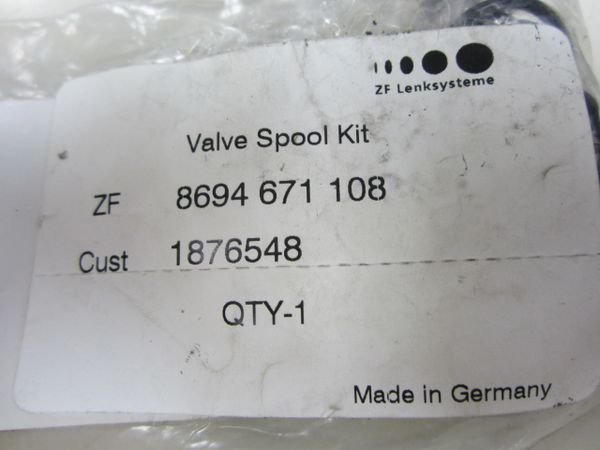 ZF Lenksysteme
Valve Spool Kit
ZF 8694 671 108
Cust 1876548
QTY-1
Made in Germany